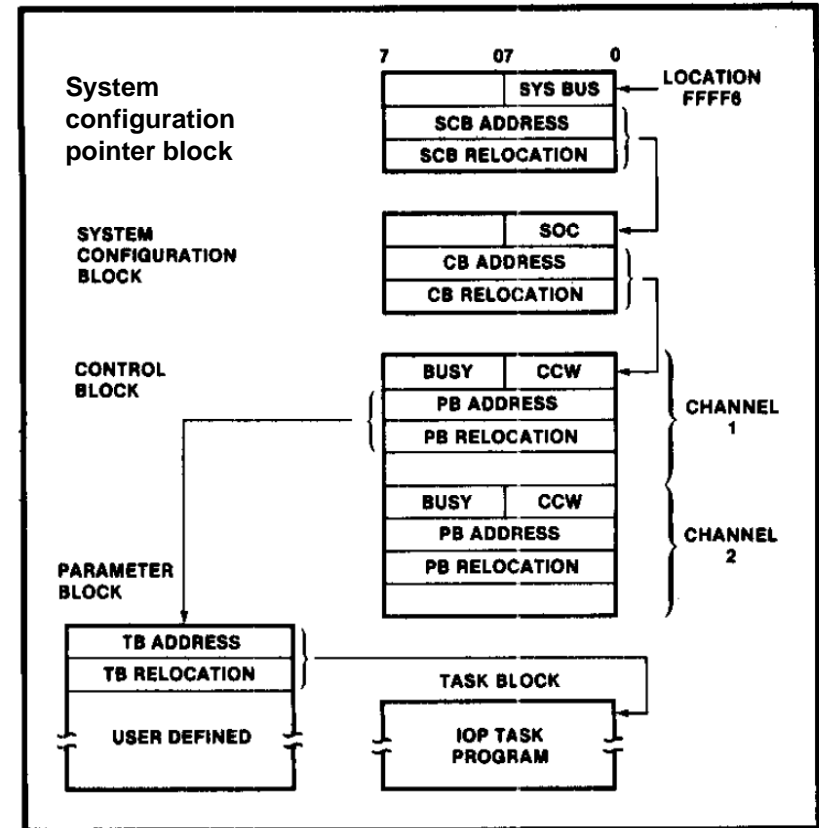 7 07 0
System
configuration
pointer block
SYS BUS
LOCATION
FFFF6
SCB ADDRESS
SCB RELOCATION
SYSTEM
CONFIGURATION
BLOCK
SOC
CB ADDRESS
CB RELOCATION
CONTROL
BLOCK
BUSY CCW
PB ADDRESS
PB RELOCATION
CHANNEL
1
BUSY CCW
PB ADDRESS
PB RELOCATION
CHANNEL
2
PARAMETER
BLOCK
TB ADDRESS
TB RELOCATION
USER DEFINED
TASK BLOCK
IOP TASK
PROGRAM